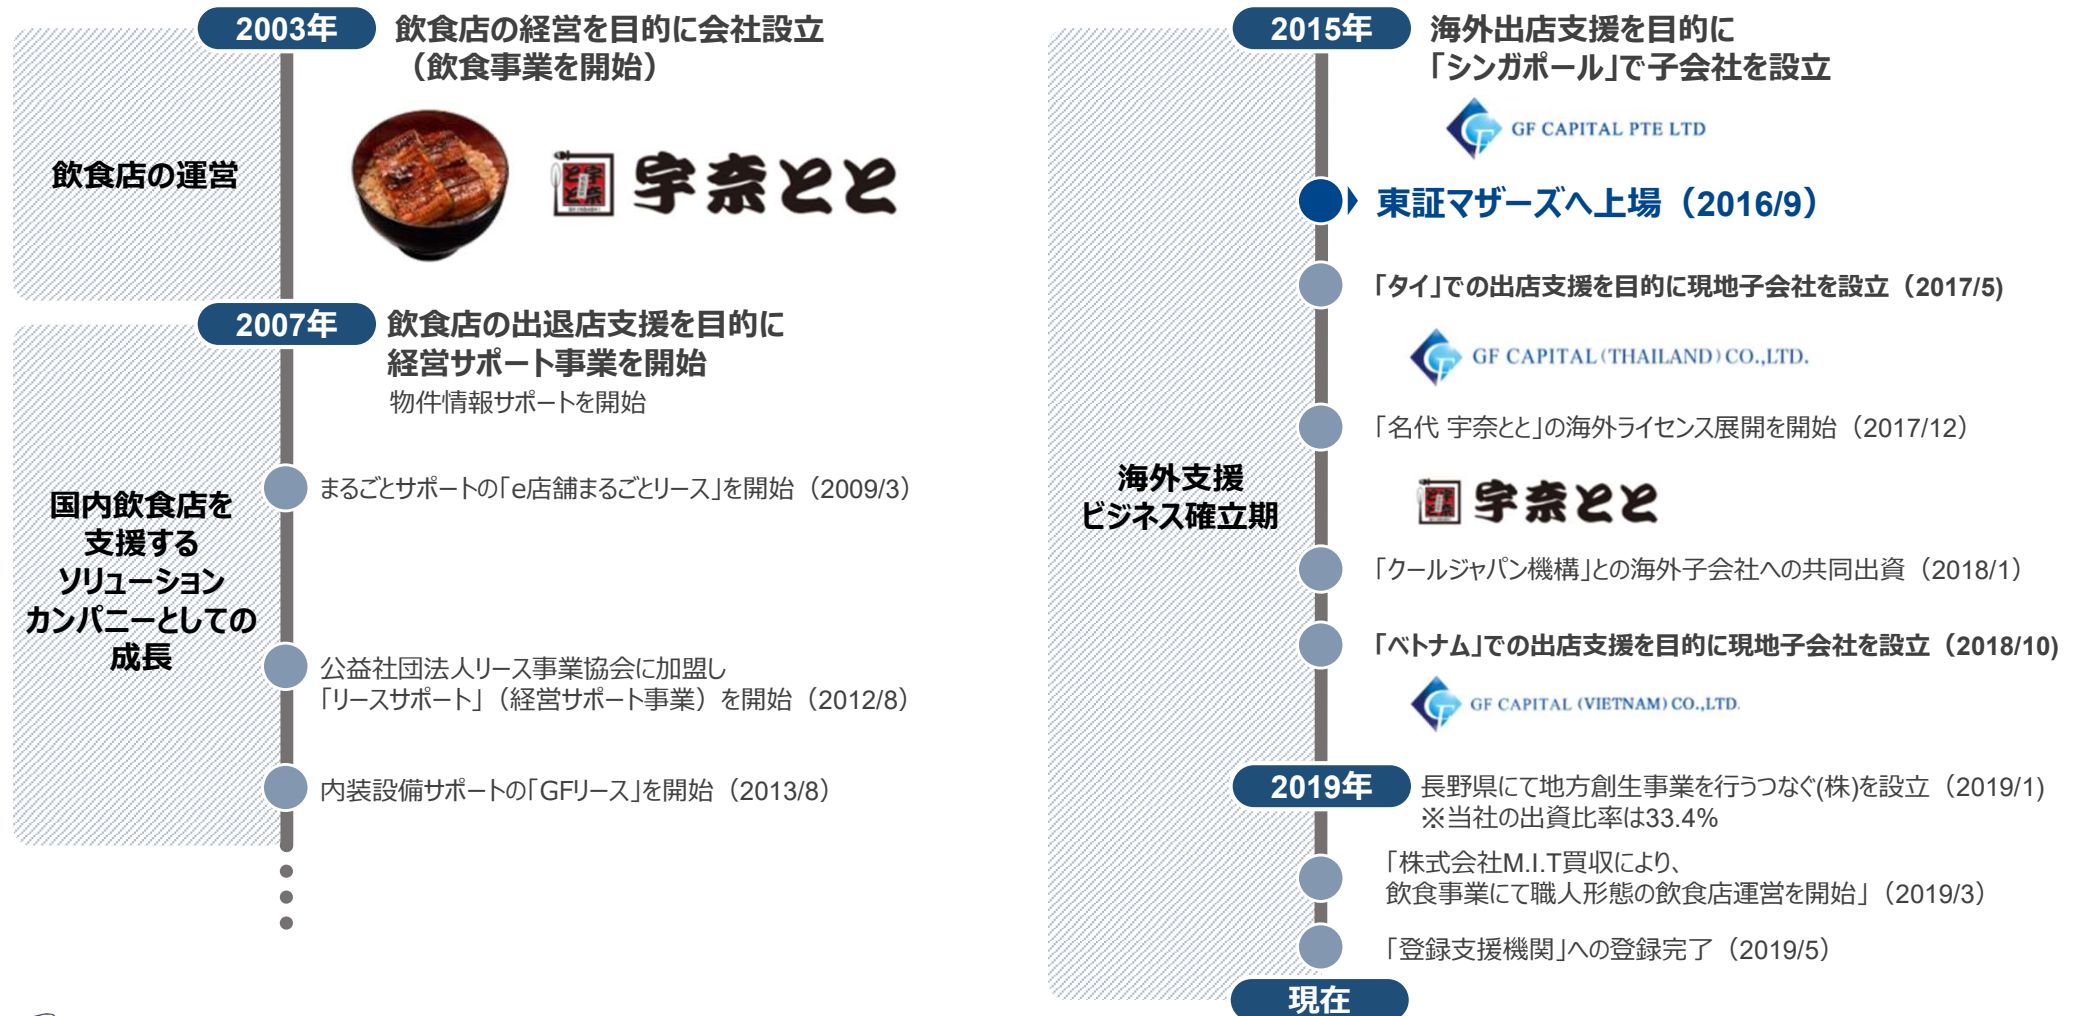 2003年
飲食店の経営を目的に会社設立
（飲食事業を開始）
飲食店の運営
宇奈とと
2007年
飲食店の出退店支援を目的に
経営サポート事業を開始
物件情報サポートを開始
国内飲食店を
支援する
ソリューション
カンパニーとしての
成長
まるごとサポートの｢e店舗まるごとリース｣を開始（2009/3）
公益社団法人リース事業協会に加盟し
｢リースサポート｣（経営サポート事業）を開始（2012/8）
内装設備サポートの｢GFリース｣を開始（2013/8）
2015年
海外出店支援を目的に
｢シンガポール｣で子会社を設立
GF CAPITAL PTE LTD
東証マザーズへ上場（2016/9）
｢タイ｣での出店支援を目的に現地子会社を設立（2017/5)
GF CAPITAL(THAILAND)CO.,LTD.
｢名代 宇奈とと｣の海外ライセンス展開を開始（2017/12）
宇奈とと
海外支援
ビジネス確立期
｢クールジャパン機構｣との海外子会社への共同出資（2018/1）
｢ベトナム｣での出店支援を目的に現地子会社を設立（2018/10)
GF CAPITAL (VIETNAM) CO.,LTD.
2019年
長野県にて地方創生事業を行うつなぐ(株)を設立（2019/1)
※当社の出資比率は33.4%
｢株式会社M.I.T買収により、
飲食事業にて職人形態の飲食店運営を開始｣（2019/3）
｢登録支援機関｣への登録完了（2019/5）
現在